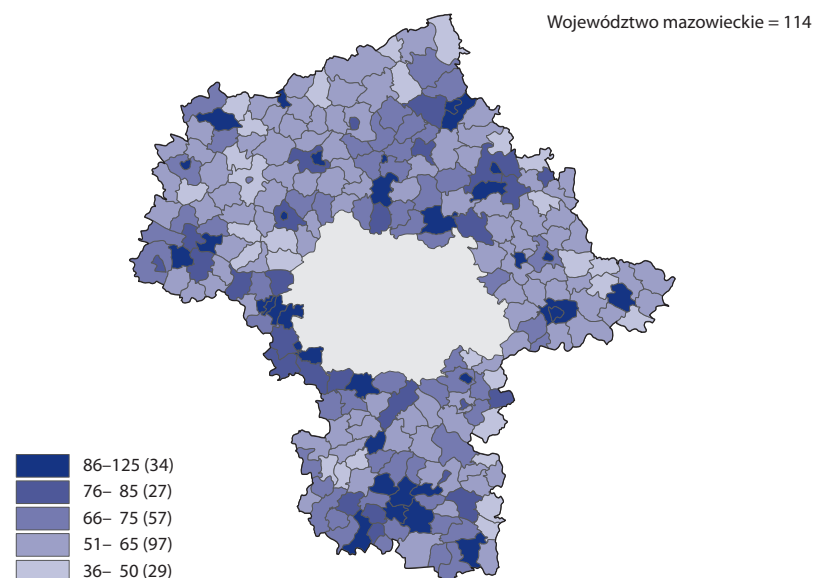 Województwo mazowieckie = 114
86–125 (34)
76– 85 (27)
66– 75 (57)
51– 65 (97)
36– 50 (29)